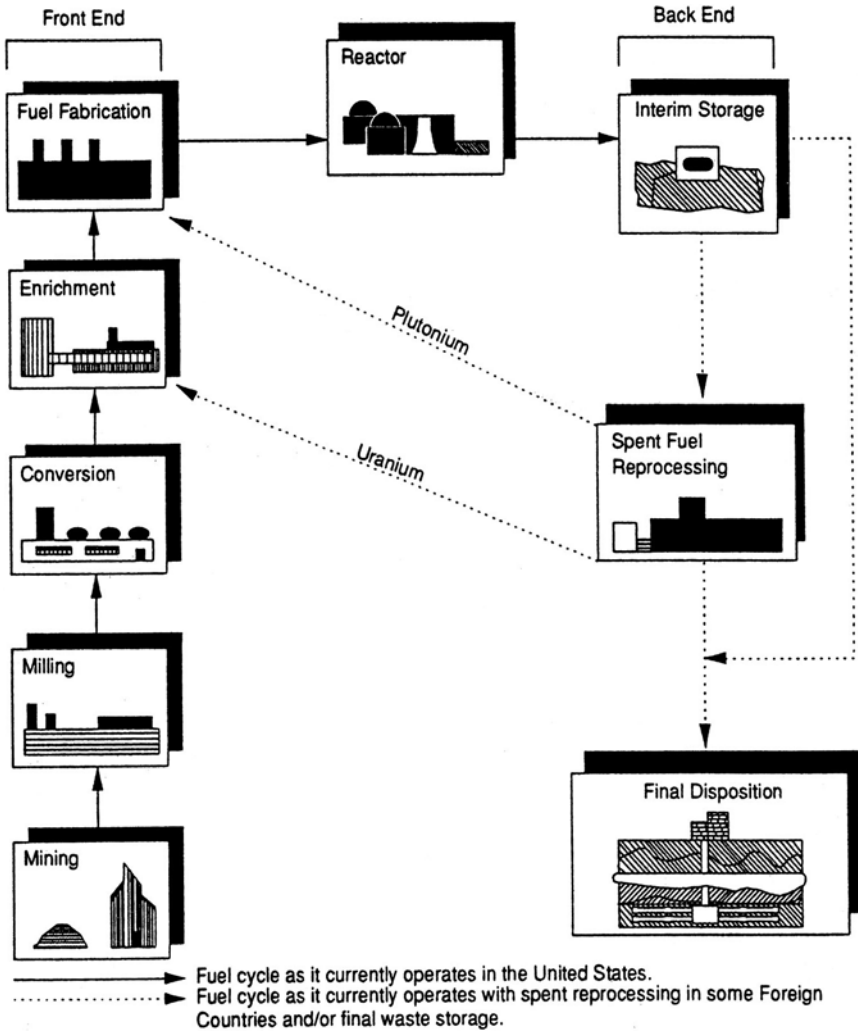 Front End
Back End
Fuel Fabrication
Reactor
Interim Storage
Enrichment
Plutonium
Conversion
Uranium
Spent Fuel
Reprocessing
Milling
Mining
Final Disposition
Fuel cycle as it currently operates in the United States.
Fuel cycle as it currently operates with spent reprocessing in some Foreign
Countries and/or final waste storage.